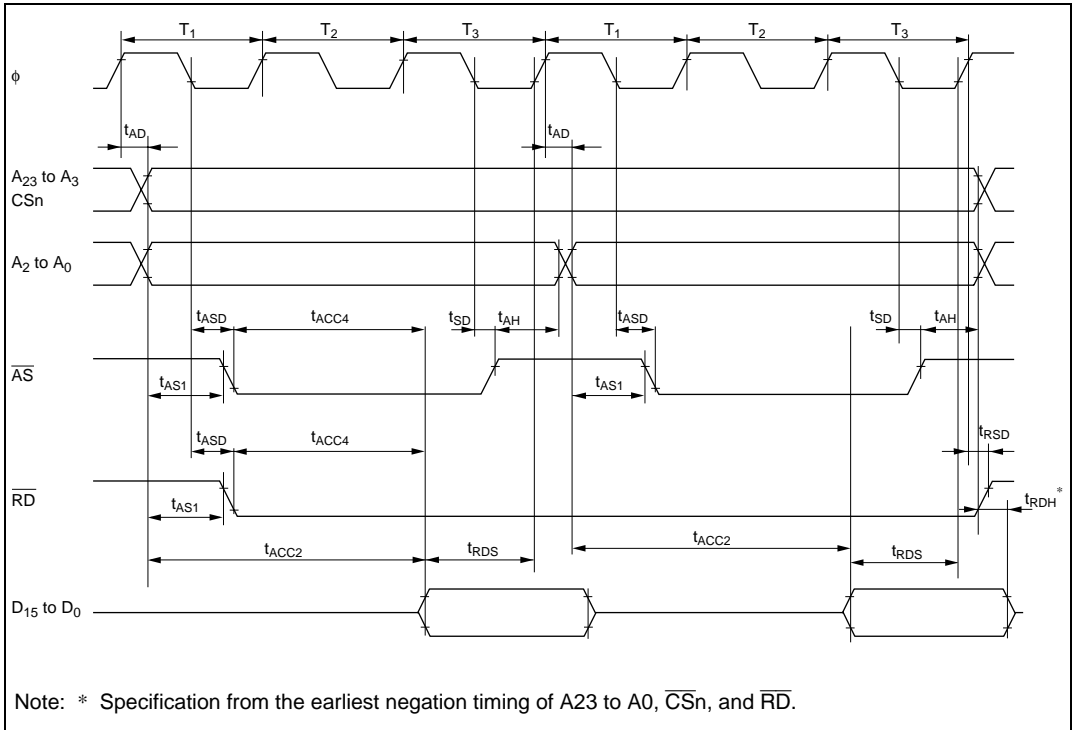 T1 T2 T3 T1 T2 T3
ϕ
tAD tAD
A23 to A3
CSn
A2 to A0
tASD tACC4 tSD tAH tASD tSD tAH
AS
tAS1 tAS1
tASD tACC4 tRSD
RD
tAS1 tRDH*
tACC2 tRDS tACC2 tRDS
D15 to D0
Note: * Specification from the earliest negation timing of A23 to A0, CSn, and RD.